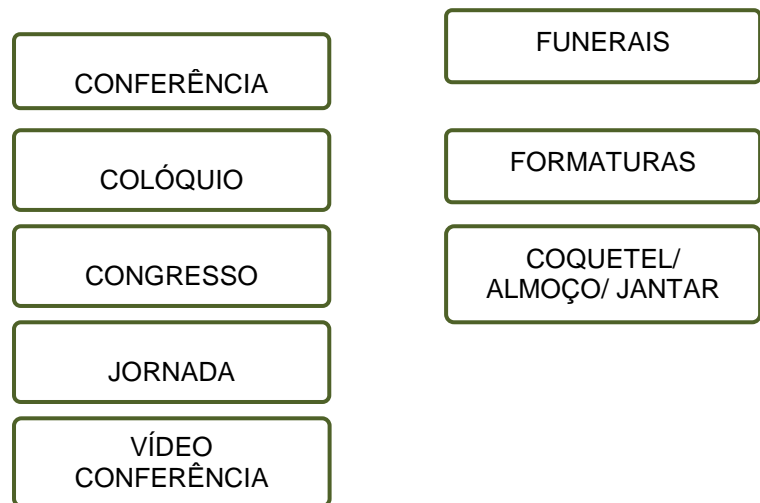 CONFERÊNCIA
COLÓQUIO
CONGRESSO
JORNADA
VÍDEO
CONFERÊNCIA
FUNERAIS
FORMATURAS
COQUETEL/
ALMOÇO/ JANTAR